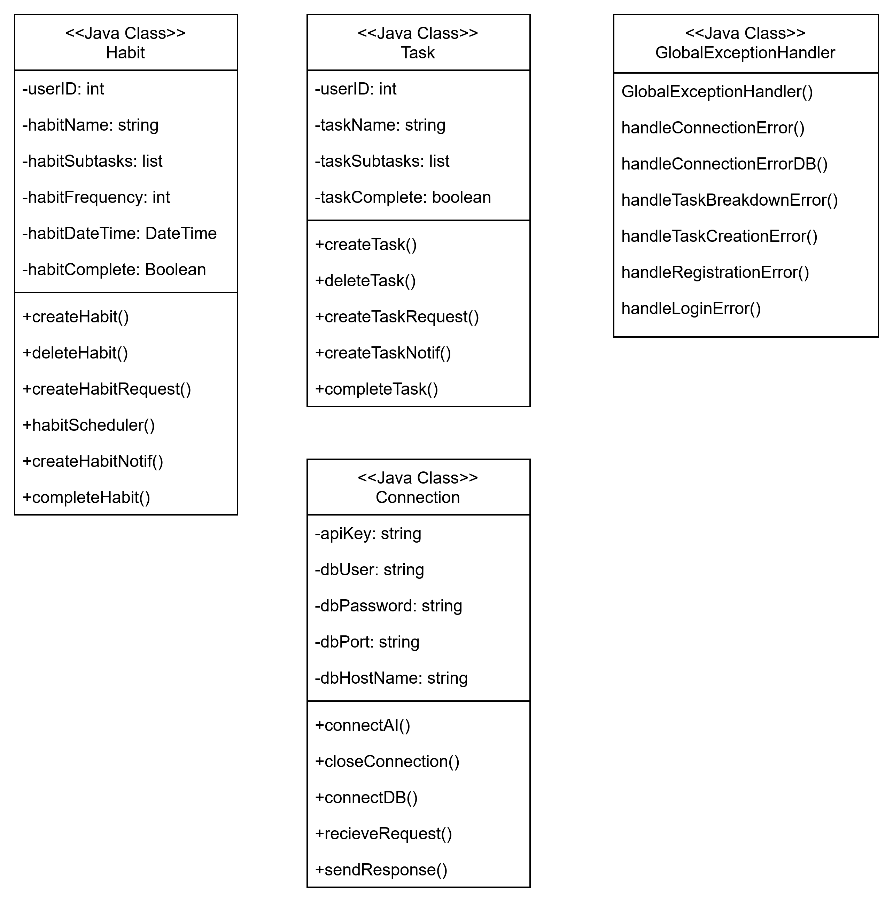 <<Java Class>>
Habit
-userID: int
-habitName: string
-habitSubtasks: list
-habitFrequency: int
-habitDateTime: DateTime
-habitComplete: Boolean
+createHabit()
+deleteHabit()
+createHabitRequest()
+habitScheduler()
+createHabitNotif()
+completeHabit()
<<Java Class>>
Task
-userID: int
-taskName: string
-taskSubtasks: list
-taskComplete: boolean
+createTask()
+deleteTask()
+createTaskRequest()
+createTaskNotif()
+completeTask()
<<Java Class>>
GlobalExceptionHandler
GlobalExceptionHandler()
handleConnectionError()
handleConnectionErrorDB()
handleTaskBreakdownError()
handleTaskCreationError()
handleRegistrationError()
handleLoginError()
<<Java Class>>
Connection
-apiKey: string
-dbUser: string
-dbPassword: string
-dbPort: string
-dbHostName: string
+connectAI()
+closeConnection()
+connectDB()
+recieveRequest()
+sendResponse()